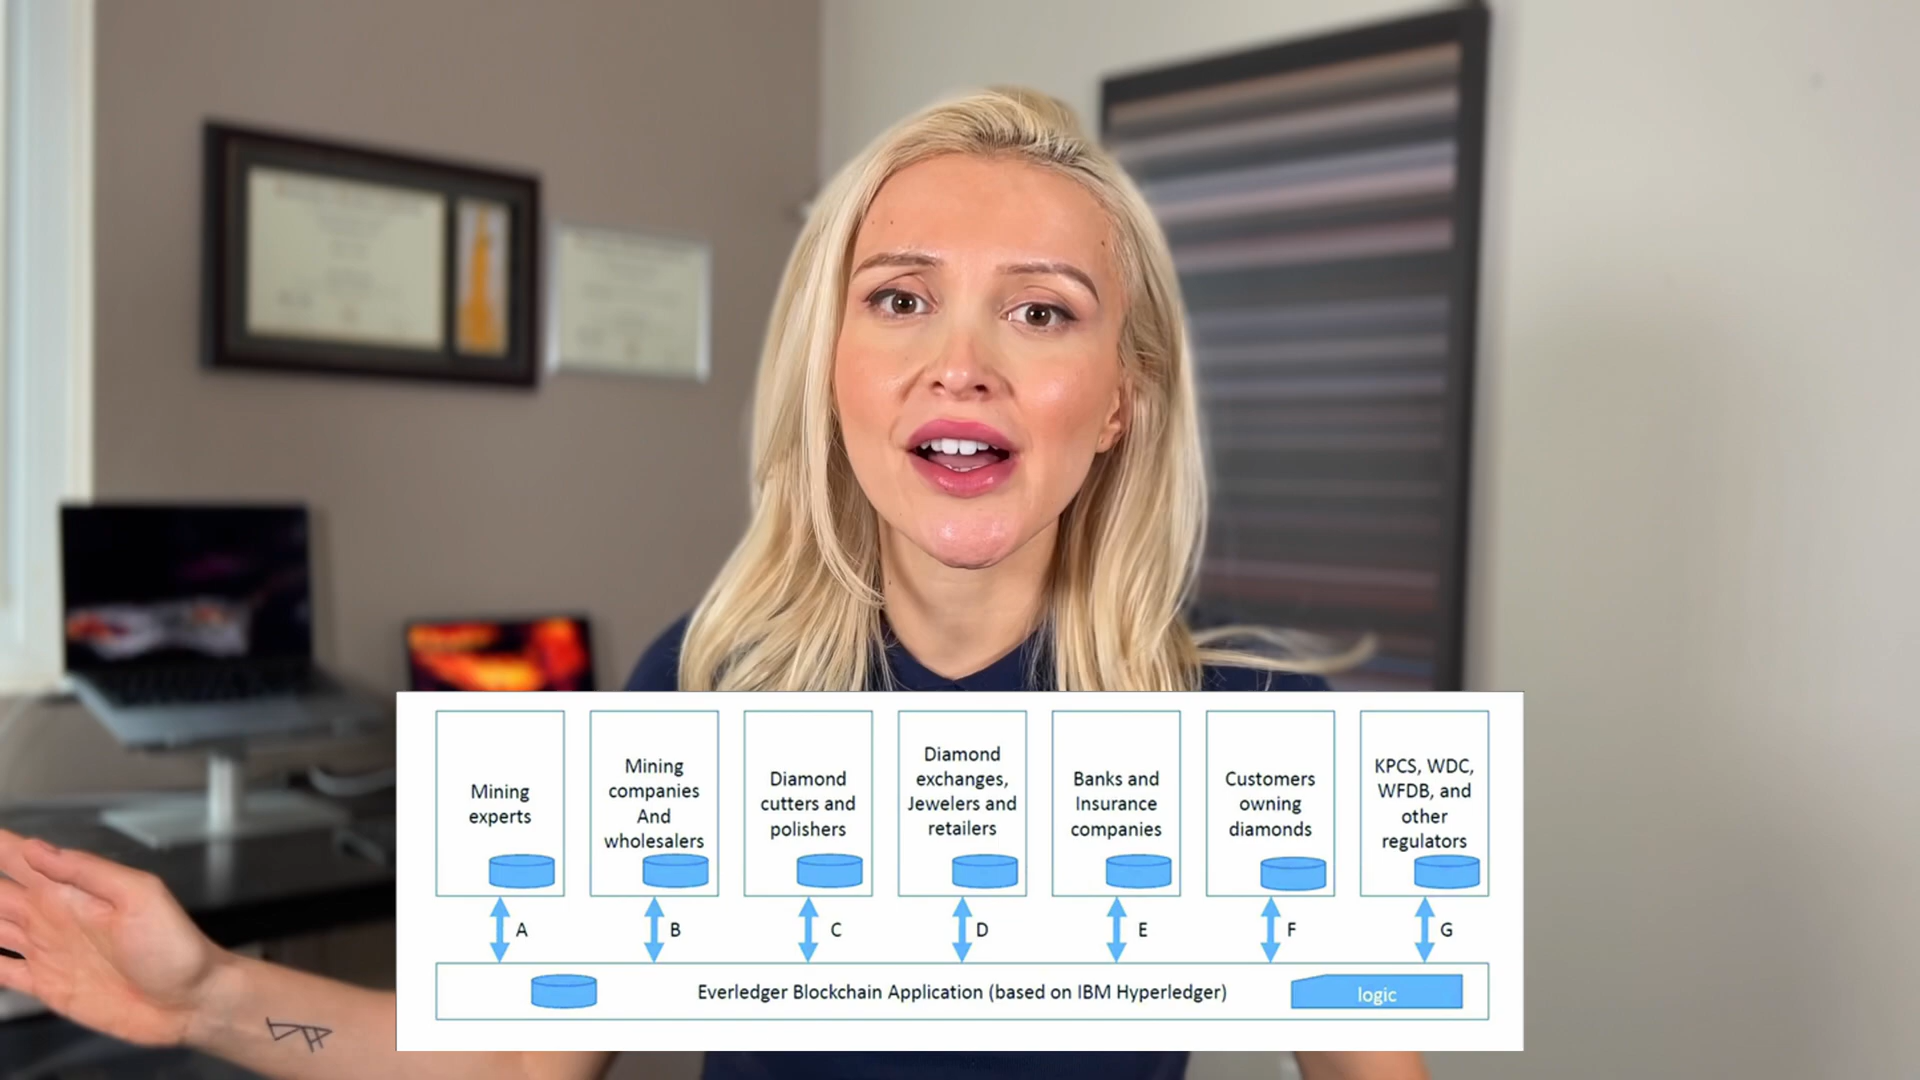 Mining
experts
Mining
companies
And
wholesalers
Diamond
cutters and
polishers
Diamond
exchanges,
Jewelers and
retailers
Banks and
Insurance
companies
Customers
owning
diamonds
KPCS, WDC,
WFDB, and
other
regulators
A
B
C
D
E
F
G
Everledger Blockchain Application (based on IBM Hyperledger)
logic